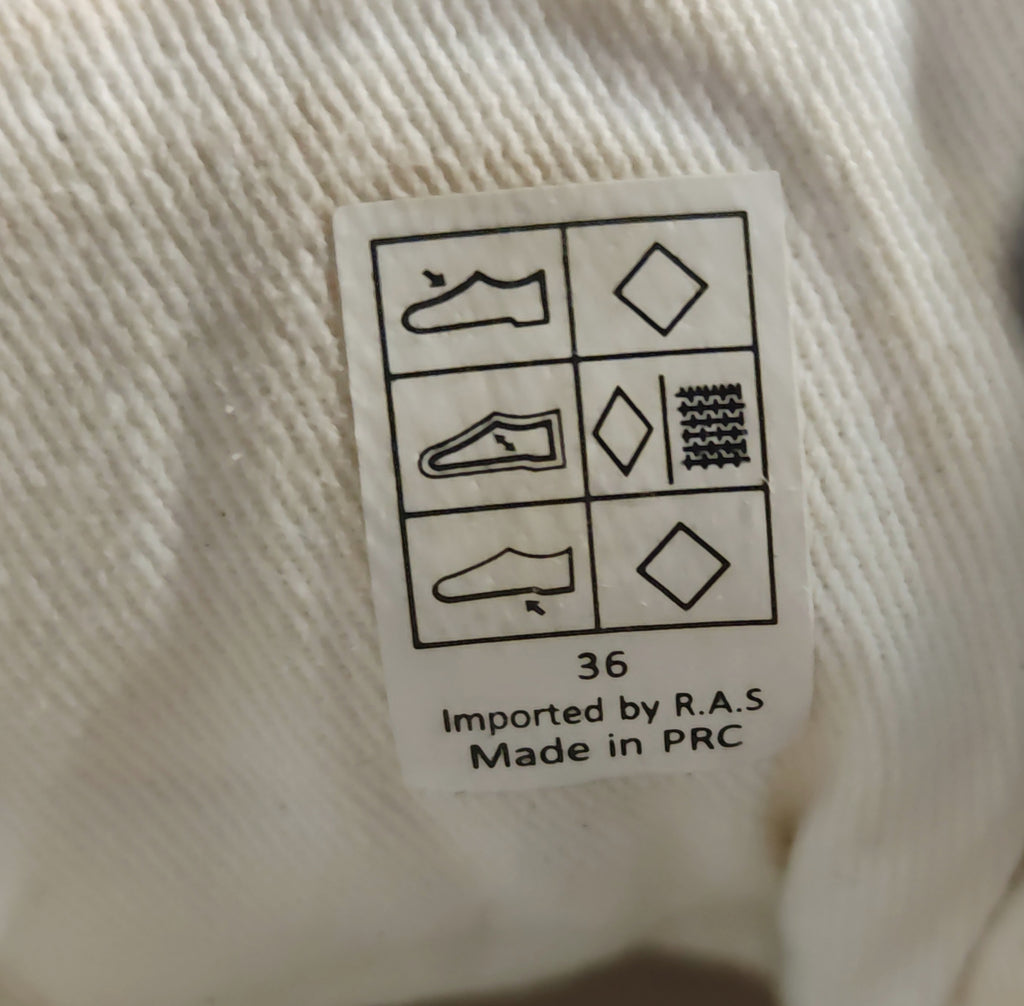 36
Imported by R.A.S
Made in PRC